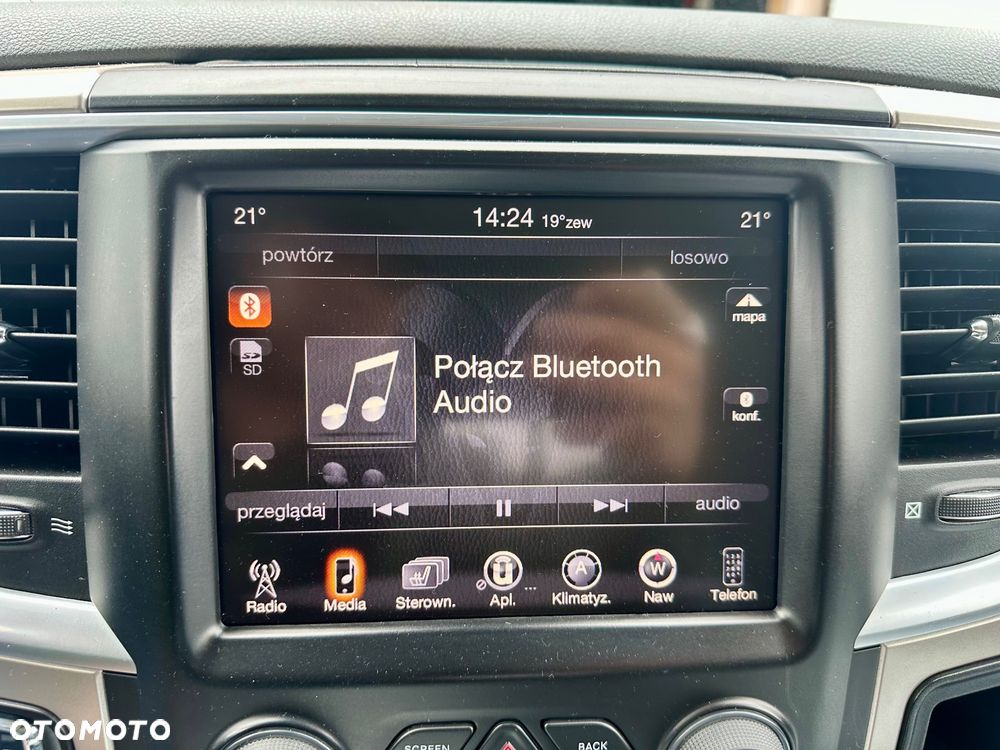 21° 14:24 19°zew 21°
powtórz losowo
mapa
SD
Połącz Bluetooth
Audio
konf.
przeglądaj audio
Radio Media Sterown. Apl. Klimatyz. Naw Telefon
A W
OTOMOTO
SCREEN BACK